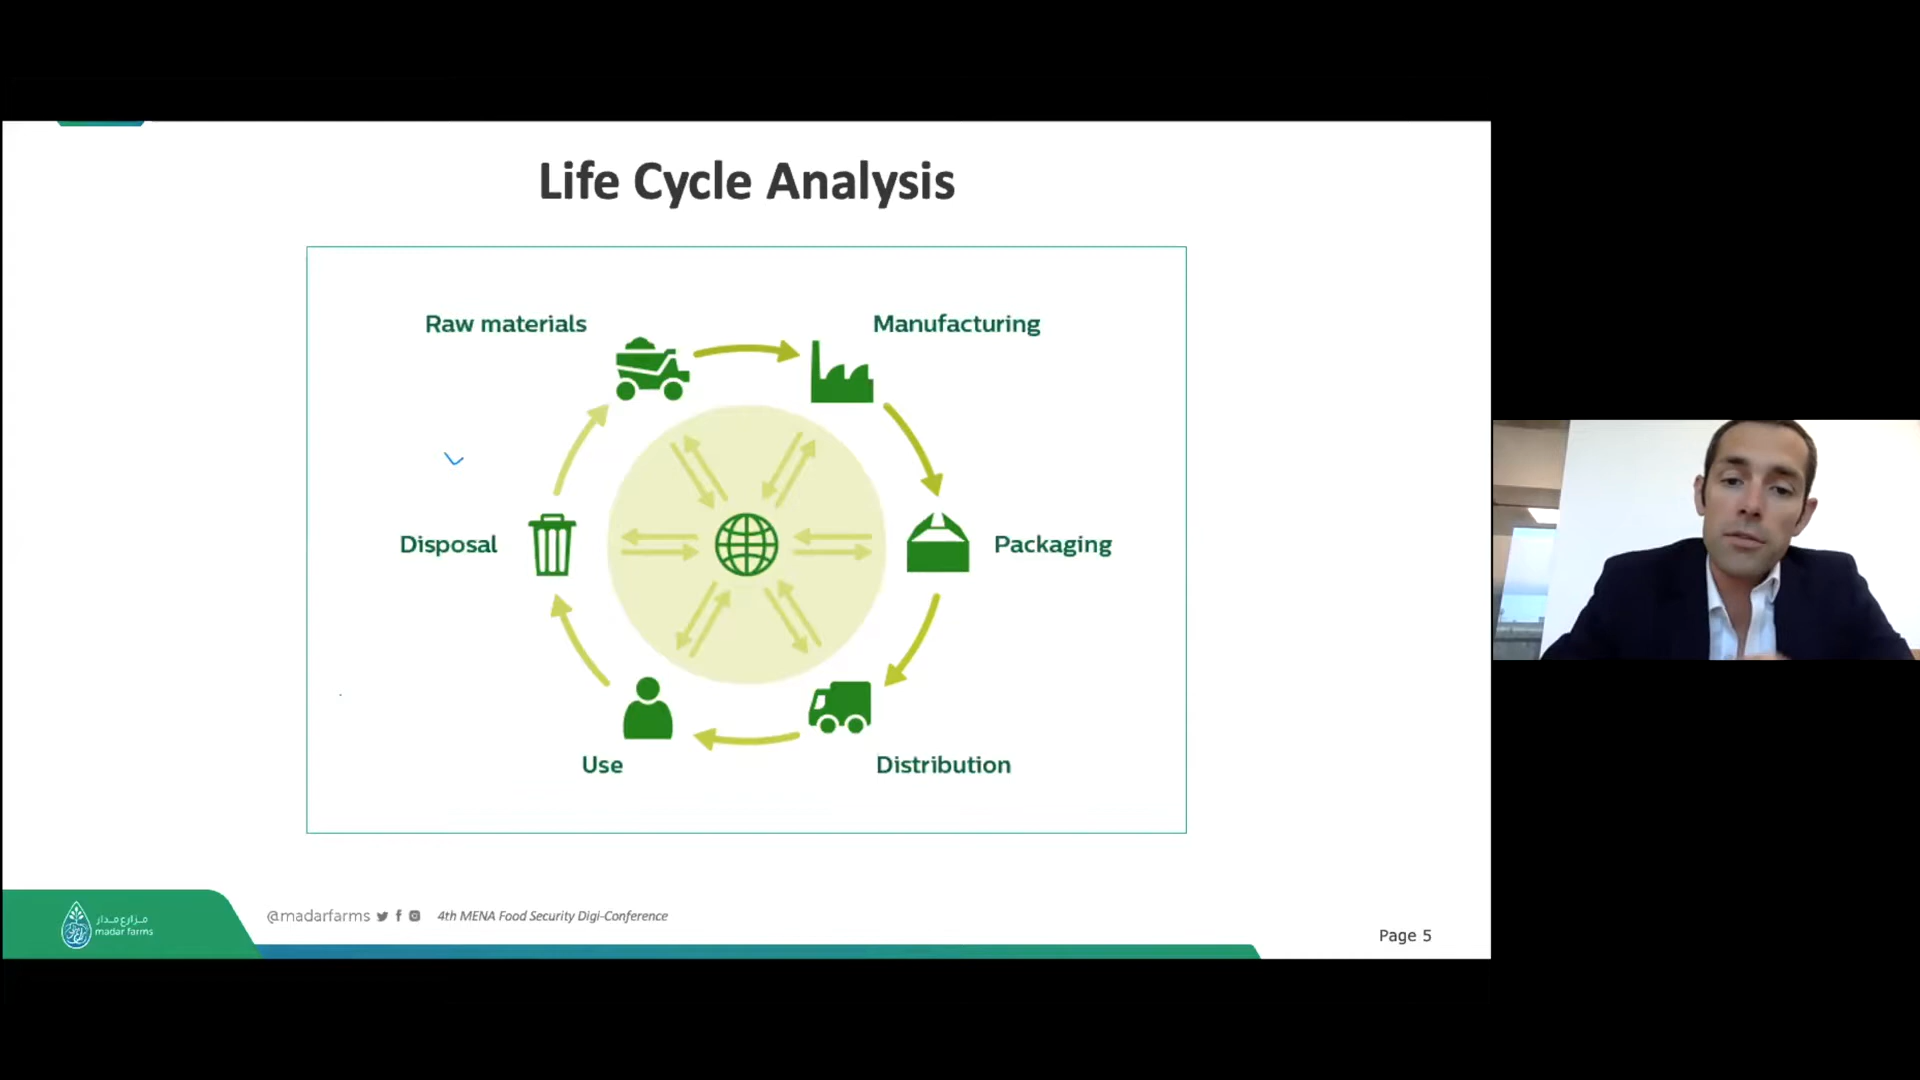 Life Cycle Analysis
Raw materials
Manufacturing
Disposal
Packaging
Use
Distribution
مزارع مدار
madar farms
@madarfarms
4th MENA Food Security Digi-Conference
Page 5